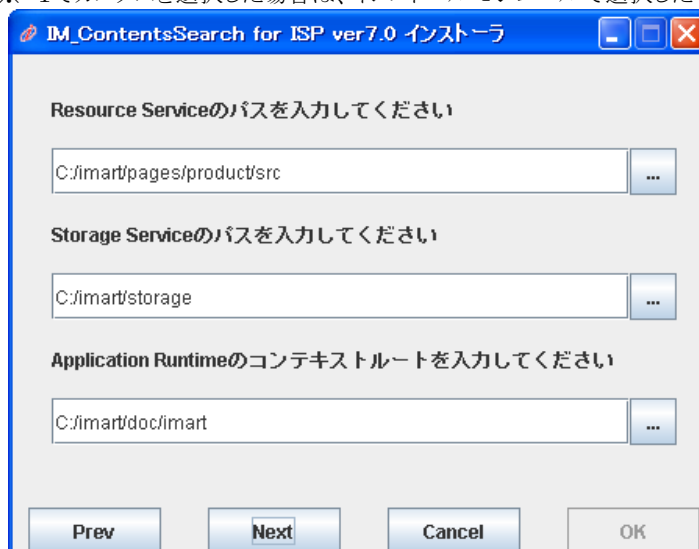 IM_ContentsSearch for ISP ver7.0 インストーラ
Resource Serviceのパスを入力してください
C:/imart/pages/product/src
...
Storage Serviceのパスを入力してください
C:/imart/storage
...
Application Runtimeのコンテキストルートを入力してください
C:/imart/doc/imart
...
Prev Next Cancel OK